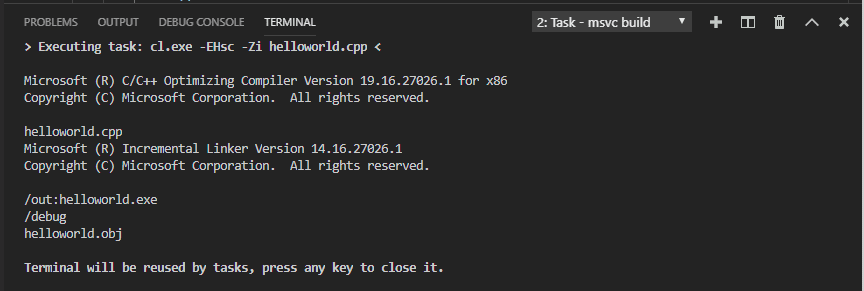 PROBLEMS OUTPUT DEBUG CONSOLE TERMINAL 2: Task - msvc build
> Executing task: cl.exe -EHsc -Zi helloworld.cpp <
Microsoft (R) C/C++ Optimizing Compiler Version 19.16.27026.1 for x86
Copyright (C) Microsoft Corporation.  All rights reserved.
helloworld.cpp
Microsoft (R) Incremental Linker Version 14.16.27026.1
Copyright (C) Microsoft Corporation.  All rights reserved.
/out:helloworld.exe
/debug
helloworld.obj
Terminal will be reused by tasks, press any key to close it.